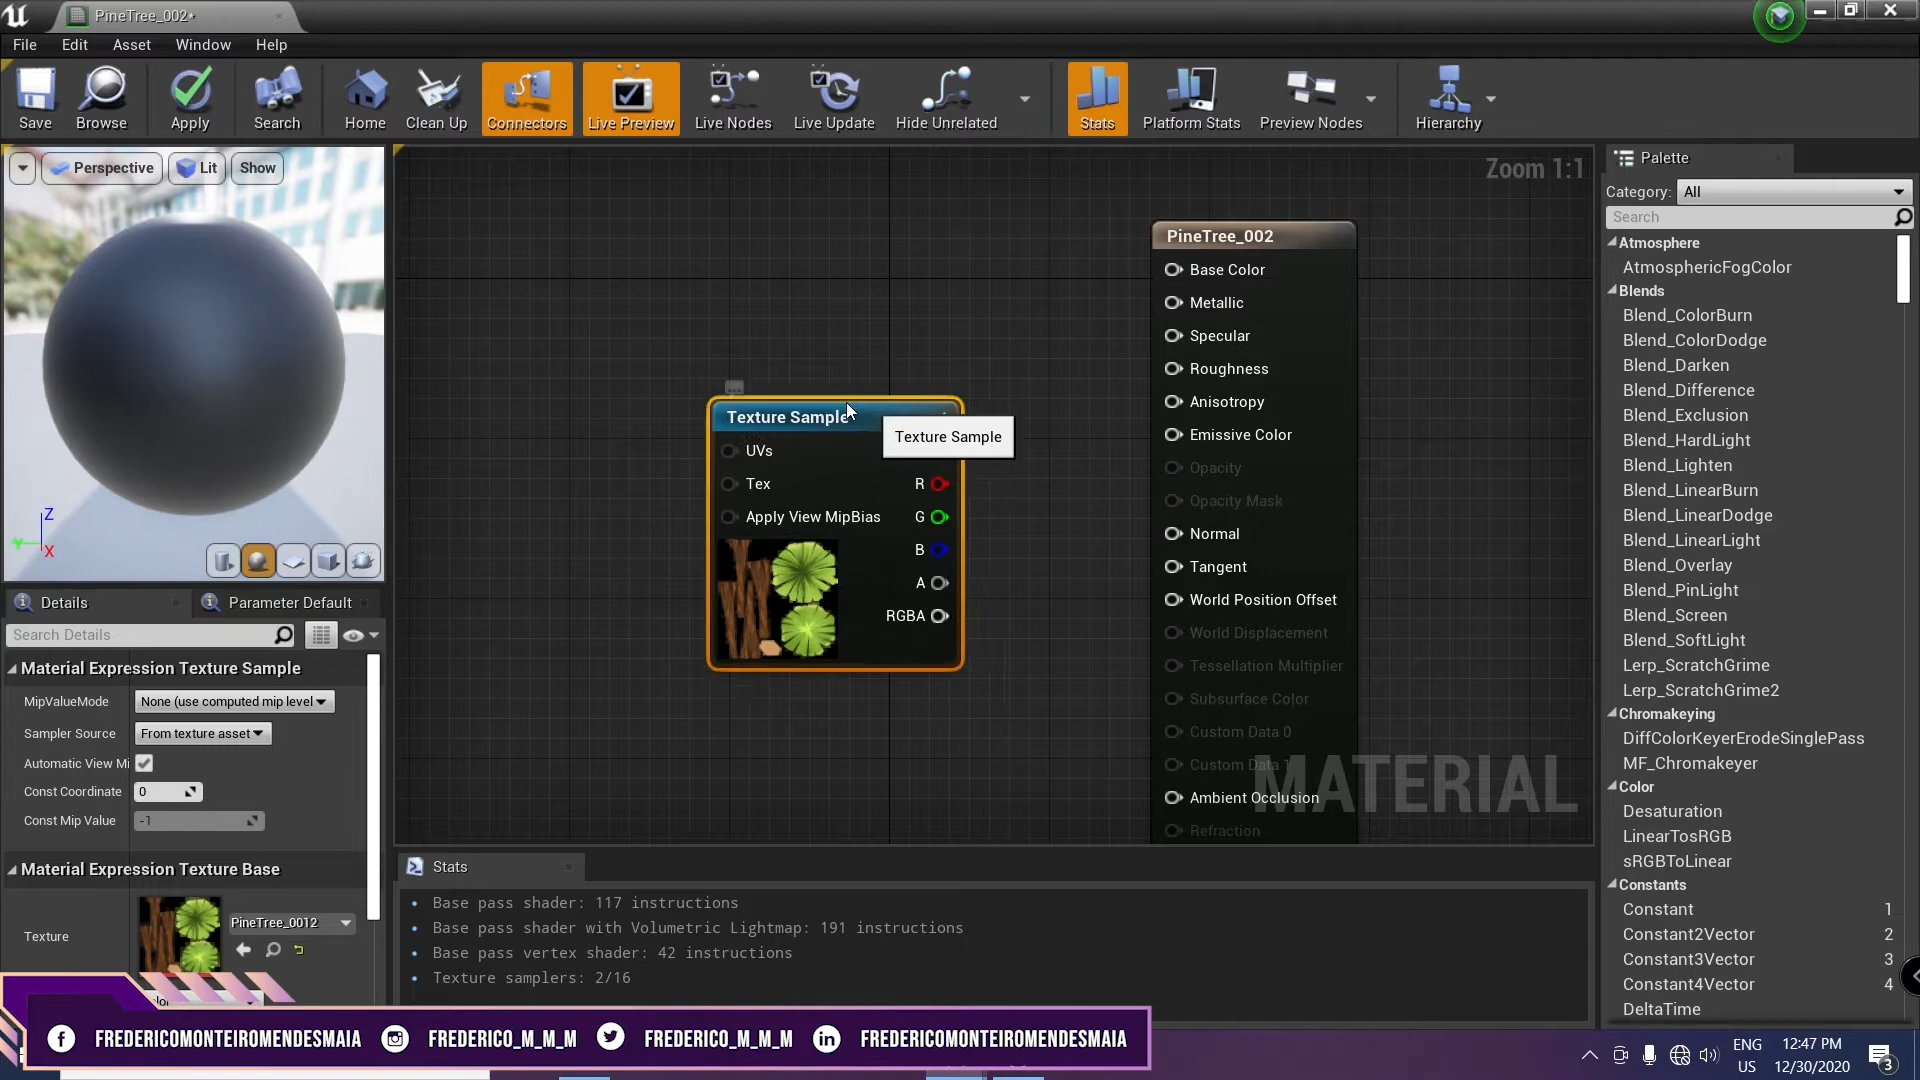 PineTree_002*
File Edit Asset Window Help
Save Browse Apply Search Home Clean Up Connectors Live Preview Live Nodes Live Update Hide Unrelated Stats Platform Stats Preview Nodes Hierarchy
Perspective Lit Show
Z
Y
X
Details
Parameter Default
Search Details
Material Expression Texture Sample
MipValueMode None (use computed mip level
Sampler Source From texture asset
Automatic View Mi
Const Coordinate 0
Const Mip Value -1
Material Expression Texture Base
Texture PineTree_0012
Zoom 1:1
Texture Sample
Texture Sample
UVs
Tex
Apply View MipBias
R
G
B
A
RGBA
PineTree_002
Base Color
Metallic
Specular
Roughness
Anisotropy
Emissive Color
Opacity
Opacity Mask
Normal
Tangent
World Position Offset
World Displacement
Tessellation Multiplier
Subsurface Color
Custom Data 0
Custom Data 1
Ambient Occlusion
Refraction
MATERIAL
Stats
Base pass shader: 117 instructions
Base pass shader with Volumetric Lightmap: 191 instructions
Base pass vertex shader: 42 instructions
Texture samplers: 2/16
Palette
Category: All
Search
Atmosphere
AtmosphericFogColor
Blends
Blend_ColorBurn
Blend_ColorDodge
Blend_Darken
Blend_Difference
Blend_Exclusion
Blend_HardLight
Blend_Lighten
Blend_LinearBurn
Blend_LinearDodge
Blend_LinearLight
Blend_Overlay
Blend_PinLight
Blend_Screen
Blend_SoftLight
Lerp_ScratchGrime
Lerp_ScratchGrime2
Chromakeying
DiffColorKeyerErodeSinglePass
MF_Chromakeyer
Color
Desaturation
LinearTosRGB
sRGBToLinear
Constants
Constant 1
Constant2Vector 2
Constant3Vector 3
Constant4Vector 4
DeltaTime
FREDERICOMONTEIROMENDESMAIA FREDERICO_M_M_M FREDERICO_M_M_M FREDERICOMONTEIROMENDESMAIA
ENG
US
12:47 PM
12/30/2020
3